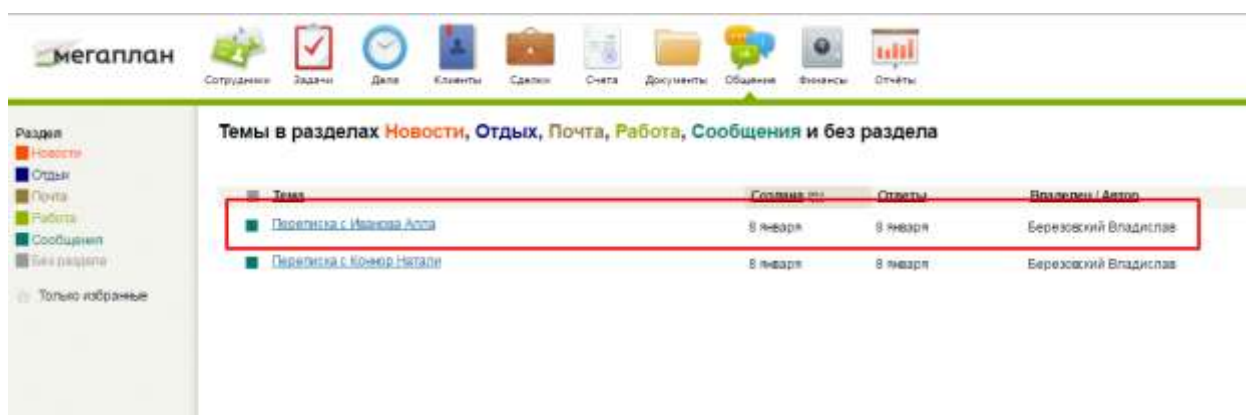 мегаплан
Сотрудники Задачи Дела Клиенты Сделки Счета Документы Общение Финансы Отчёты
Раздел
Новости
Отдых
Почта
Работа
Сообщения
Без раздела
Только избранные
Темы в разделах Новости, Отдых, Почта, Работа, Сообщения и без раздела
Тема Создана Ответы Владелец / Автор
Переписка с Иванова Алла 8 января 8 января Березовский Владислав
Переписка с Коннор Натали 8 января 8 января Березовский Владислав